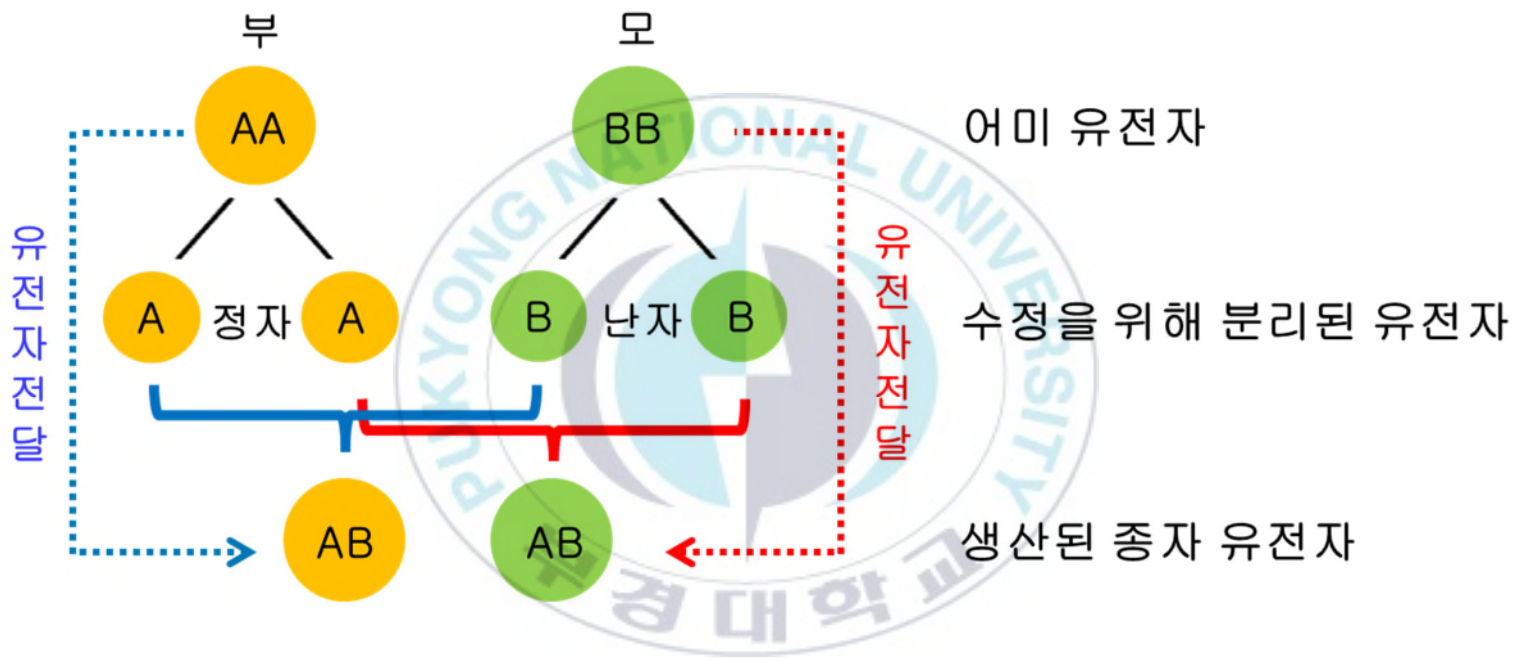 부
모
AA
BB
어미 유전자
유전자전달
유전자전달
A 정자 A
B 난자 B
수정을 위해 분리된 유전자
AB
AB
생산된 종자 유전자
PUKYONG NATIONAL UNIVERSITY
부경대학교